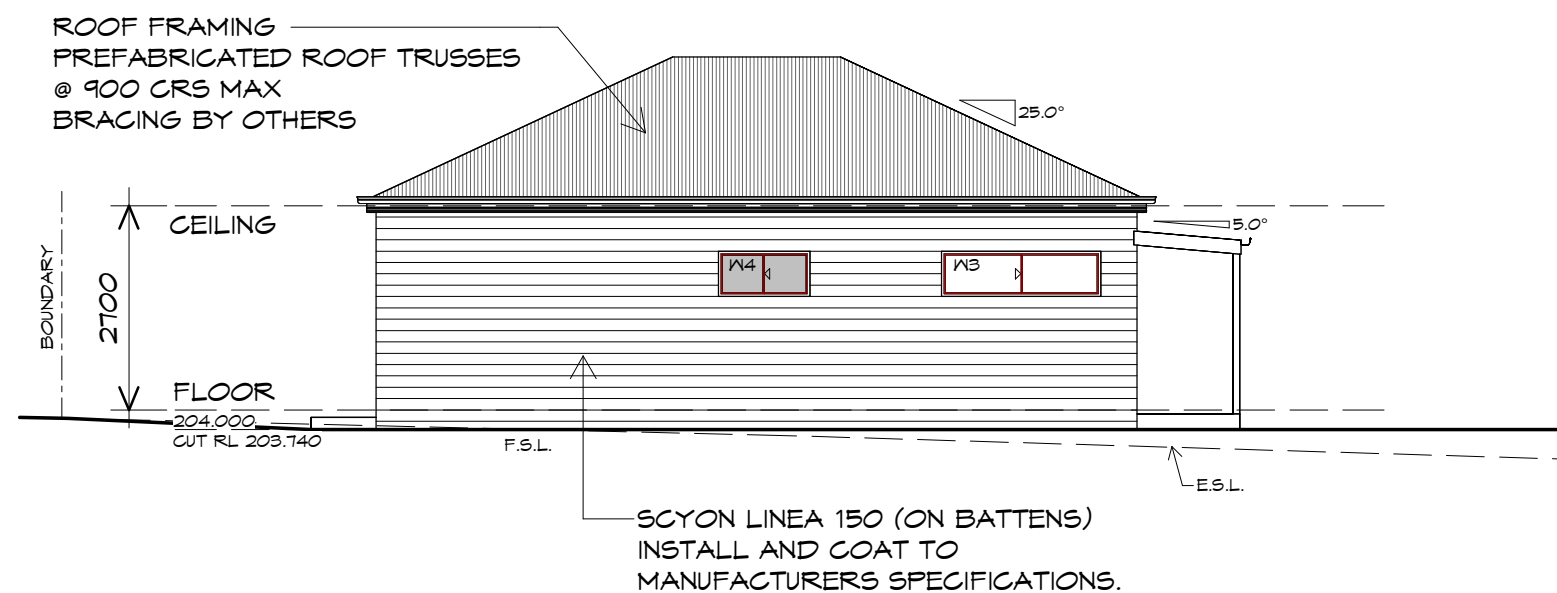 ROOF FRAMING
PREFABRICATED ROOF TRUSSES
@ 900 CRS MAX
BRACING BY OTHERS
25.0°
CEILING
5.0°
BOUNDARY
2700
W4
W3
FLOOR
204.000
CUT RL 203.740
F.S.L.
E.S.L.
SCYON LINEA 150 (ON BATTENS)
INSTALL AND COAT TO
MANUFACTURERS SPECIFICATIONS.